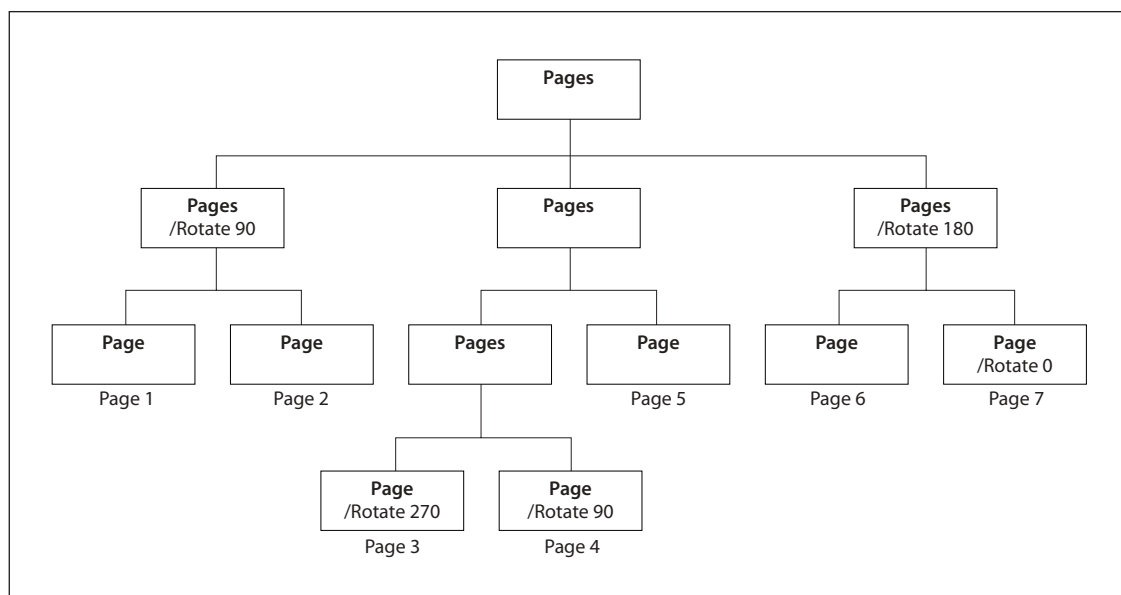 Pages
Pages
/Rotate 90
Pages
Pages
/Rotate 180
Page
Page 1
Page
Page 2
Pages
Page
Page 5
Page
Page 6
Page
/Rotate 0
Page 7
Page
/Rotate 270
Page 3
Page
/Rotate 90
Page 4